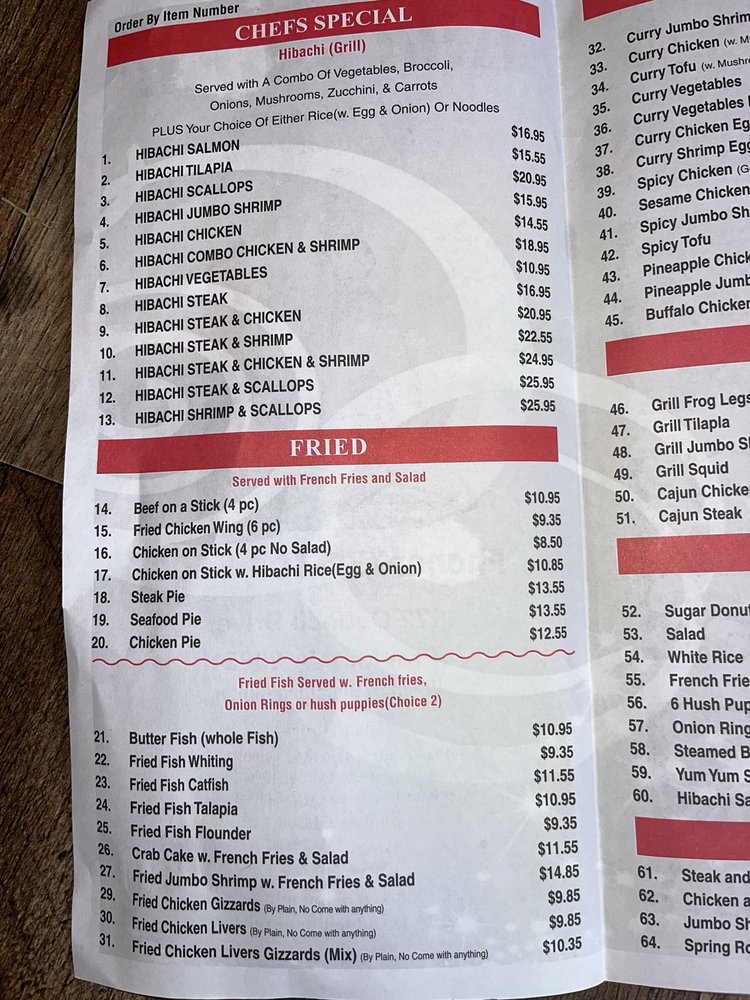 Order By Item Number
CHEFS SPECIAL
Hibachi (Grill)
Served with A Combo Of Vegetables, Broccoli,
Onions, Mushrooms, Zucchini, & Carrots
PLUS Your Choice Of Either Rice(w. Egg & Onion) Or Noodles
1. HIBACHI SALMON $16.95
2. HIBACHI TILAPIA $15.55
3. HIBACHI SCALLOPS $20.95
4. HIBACHI JUMBO SHRIMP $15.95
5. HIBACHI CHICKEN $14.55
6. HIBACHI COMBO CHICKEN & SHRIMP $18.95
7. HIBACHI VEGETABLES $10.95
8. HIBACHI STEAK $16.95
9. HIBACHI STEAK & CHICKEN $20.95
10. HIBACHI STEAK & SHRIMP $22.55
11. HIBACHI STEAK & CHICKEN & SHRIMP $24.95
12. HIBACHI STEAK & SCALLOPS $25.95
13. HIBACHI SHRIMP & SCALLOPS $25.95
FRIED
Served with French Fries and Salad
14. Beef on a Stick (4 pc) $10.95
15. Fried Chicken Wing (6 pc) $9.35
16. Chicken on Stick (4 pc No Salad) $8.50
17. Chicken on Stick w. Hibachi Rice(Egg & Onion) $10.85
18. Steak Pie $13.55
19. Seafood Pie $13.55
20. Chicken Pie $12.55
Fried Fish Served w. French fries,
Onion Rings or hush puppies(Choice 2)
21. Butter Fish (whole Fish) $10.95
22. Fried Fish Whiting $9.35
23. Fried Fish Catfish $11.55
24. Fried Fish Talapia $10.95
25. Fried Fish Flounder $9.35
26. Crab Cake w. French Fries & Salad $11.55
27. Fried Jumbo Shrimp w. French Fries & Salad $14.85
29. Fried Chicken Gizzards (By Plain, No Come with anything) $9.85
30. Fried Chicken Livers (By Plain, No Come with anything) $9.85
31. Fried Chicken Livers Gizzards (Mix) (By Plain, No Come with anything) $10.35
32. Curry Jumbo Shrim
33. Curry Chicken (w. M
34. Curry Tofu (w. Mushr
35. Curry Vegetables
36. Curry Vegetables
37. Curry Chicken Eg
38. Curry Shrimp Egg
39. Spicy Chicken (G
40. Sesame Chicken
41. Spicy Jumbo Sh
42. Spicy Tofu
43. Pineapple Chick
44. Pineapple Jumb
45. Buffalo Chicken
46. Grill Frog Legs
47. Grill Tilapla
48. Grill Jumbo S
49. Grill Squid
50. Cajun Chicke
51. Cajun Steak
52. Sugar Donu
53. Salad
54. White Rice
55. French Frie
56. 6 Hush Pup
57. Onion Ring
58. Steamed B
59. Yum Yum S
60. Hibachi Sa
61. Steak and
62. Chicken a
63. Jumbo Sh
64. Spring Ro